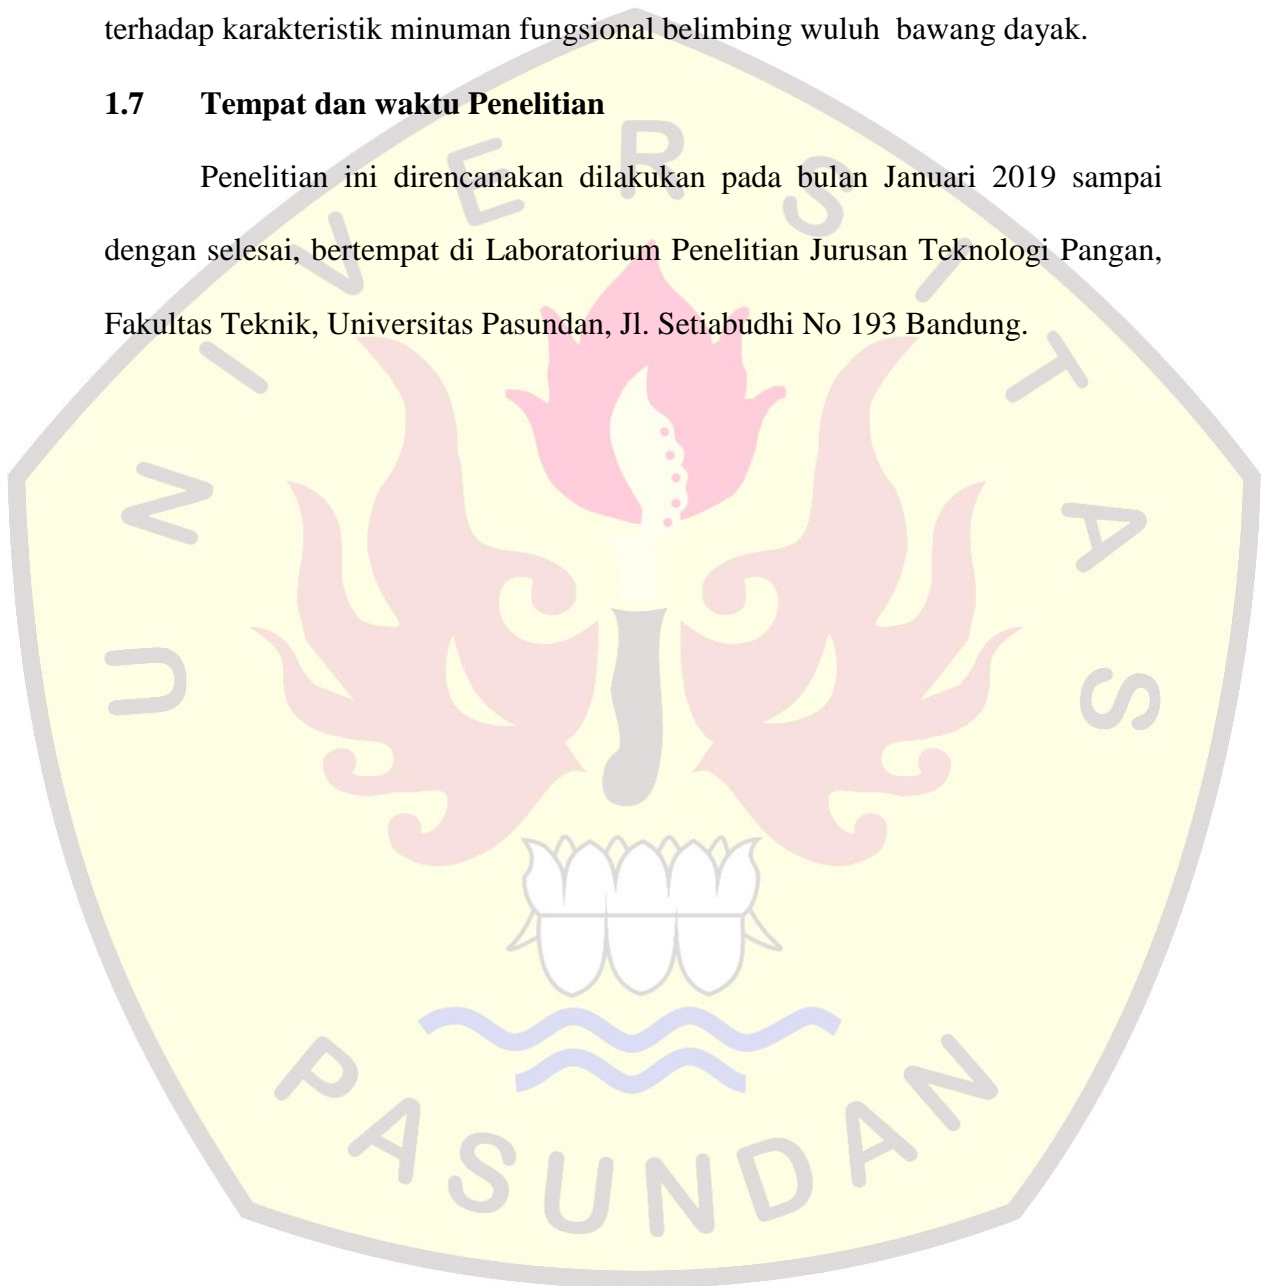 terhadap karakteristik minuman fungsional belimbing wuluh  bawang dayak.
1.7 Tempat dan waktu Penelitian
Penelitian ini direncanakan dilakukan pada bulan Januari 2019 sampai
dengan selesai, bertempat di Laboratorium Penelitian Jurusan Teknologi Pangan,
Fakultas Teknik, Universitas Pasundan, Jl. Setiabudhi No 193 Bandung.
UNIVERSITAS
PASUNDAN